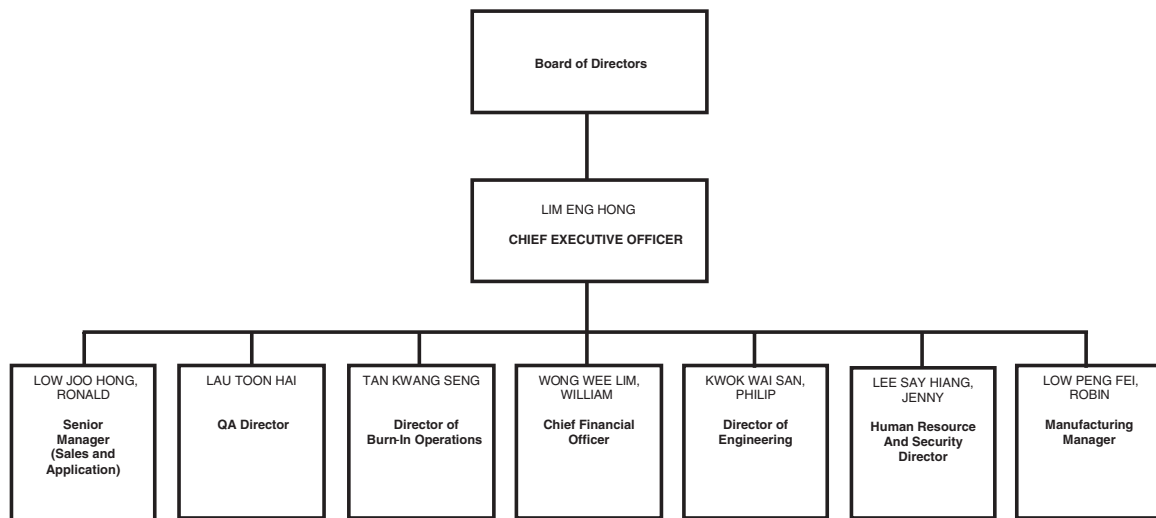 Board of Directors
LIM ENG HONG
CHIEF EXECUTIVE OFFICER
LOW JOO HONG,
RONALD
Senior
Manager
(Sales and
Application)
LAU TOON HAI
QA Director
TAN KWANG SENG
Director of
Burn-In Operations
WONG WEE LIM,
WILLIAM
Chief Financial
Officer
KWOK WAI SAN,
PHILIP
Director of
Engineering
LEE SAY HIANG,
JENNY
Human Resource
And Security
Director
LOW PENG FEI,
ROBIN
Manufacturing
Manager